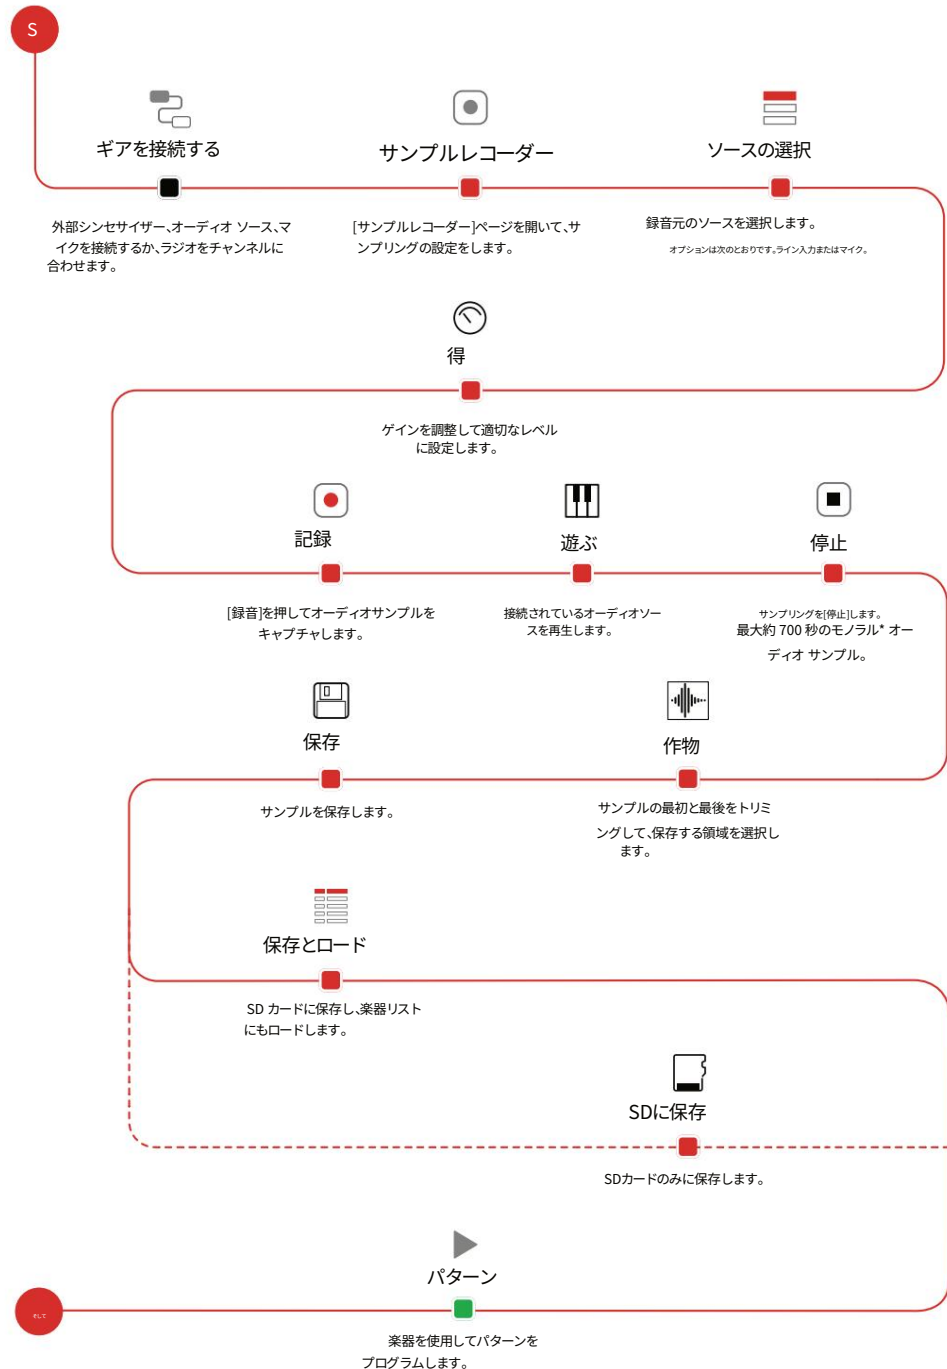 S
ギアを接続する
サンプルレコーダー
ソースの選択
外部シンセサイザー、オーディオ ソース、マ
イクを接続するか、ラジオをチャンネルに
合わせます。
[サンプルレコーダー]ページを開いて、サ
ンプリングの設定をします。
録音元のソースを選択します。
オプションは次のとおりです。ライン入力またはマイク。
得
ゲインを調整して適切なレベル
に設定します。
記録
遊ぶ
停止
[録音]を押してオーディオサンプルを
キャプチャします。
接続されているオーディオソー
スを再生します。
サンプリングを[停止]します。
最大約 700 秒のモノラル* オー
ディオ サンプル。
保存
作物
サンプルを保存します。
サンプルの最初と最後をトリミ
ングして、保存する領域を選択し
ます。
保存とロード
SD カードに保存し、楽器リスト
にもロードします。
SDに保存
SDカードのみに保存します。
パターン
そして
楽器を使用してパターンを
プログラムします。